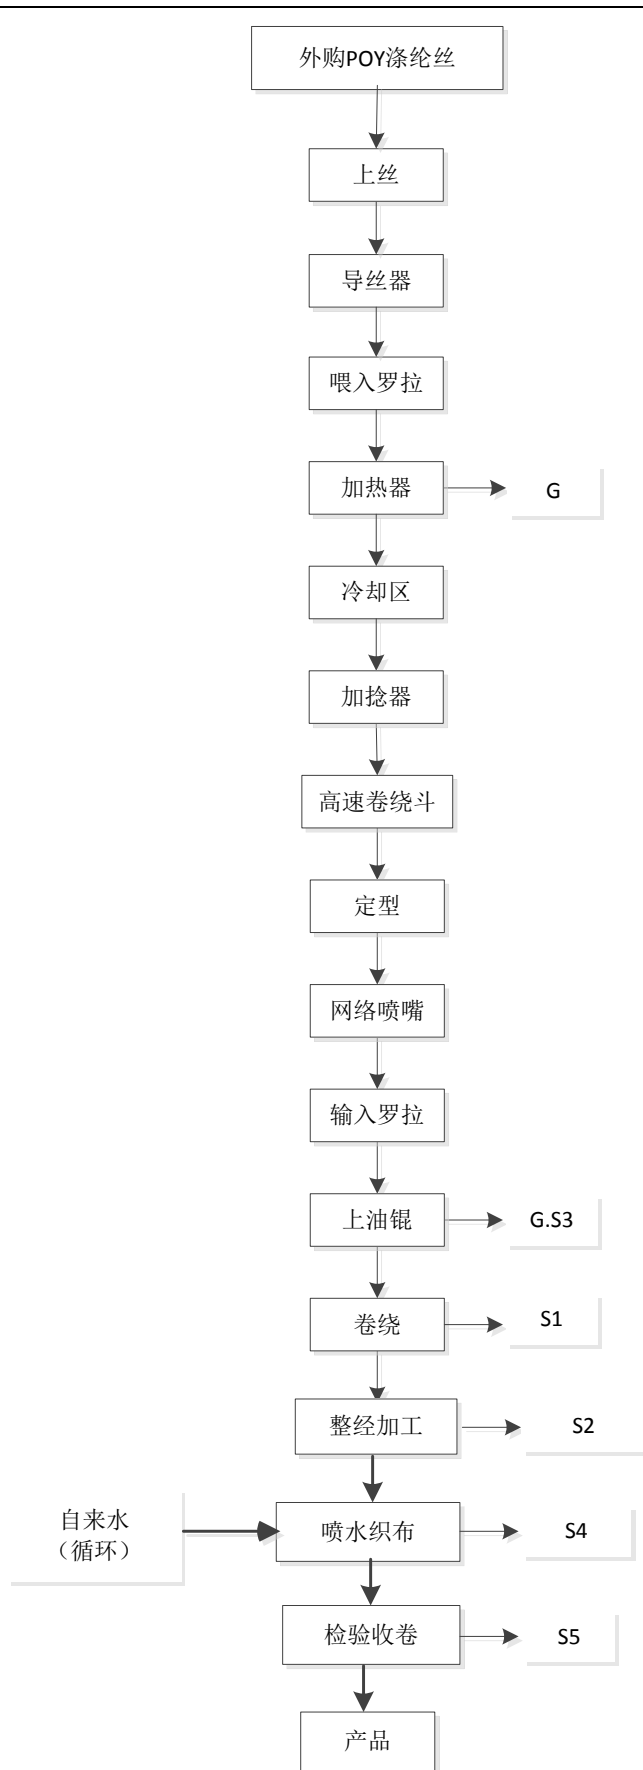 外购POY涤纶丝
上丝
导丝器
喂入罗拉
加热器
G
冷却区
加捻器
高速卷绕斗
定型
网络喷嘴
输入罗拉
上油锟
G.S3
卷绕
S1
整经加工
S2
自来水
（循环）
喷水织布
S4
检验收卷
S5
产品